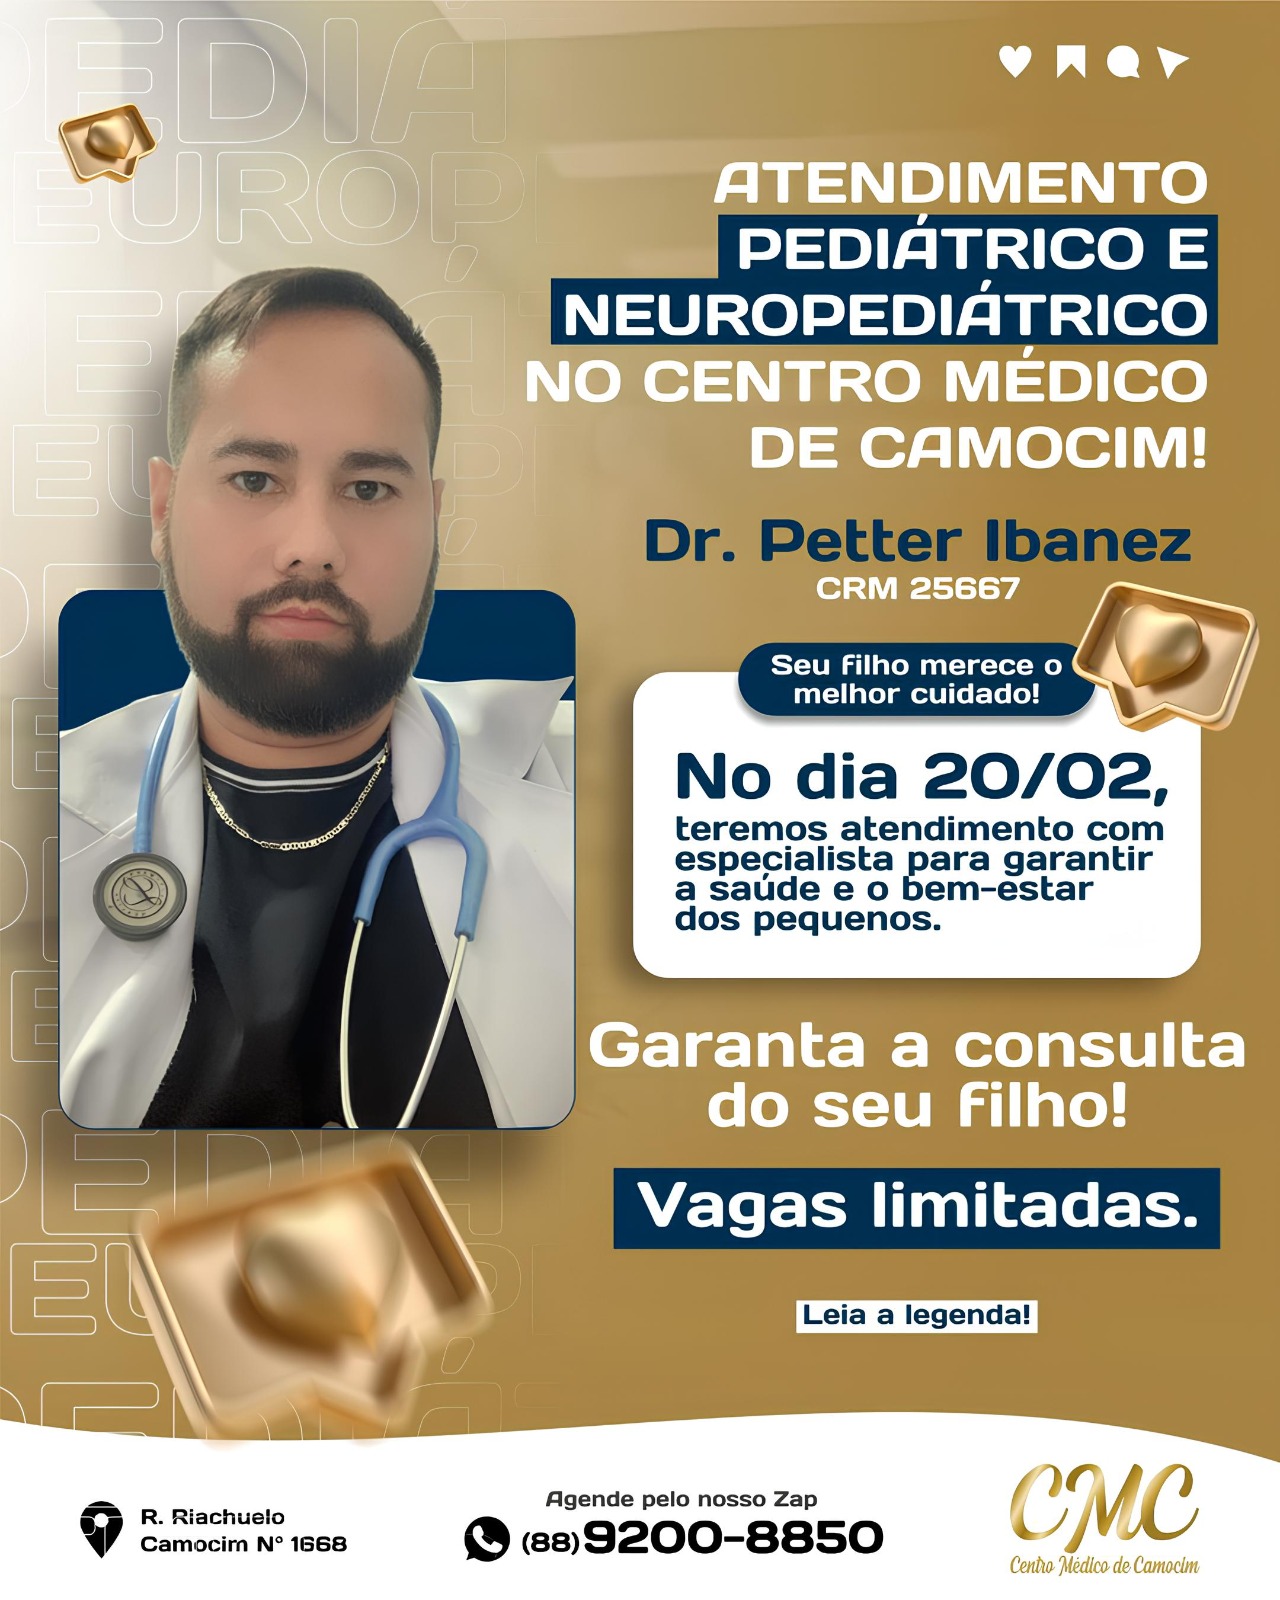 ATENDIMENTO
PEDIÁTRICO E
NEUROPEDIÁTRICO
NO CENTRO MÉDICO
DE CAMOCIM!
Dr. Petter Ibanez
CRM 25667
Seu filho merece o
melhor cuidado!
No dia 20/02,
teremos atendimento com
especialista para garantir
a saúde e o bem-estar
dos pequenos.
Garanta a consulta
do seu filho!
Vagas limitadas.
Leia a legenda!
R. Riachuelo
Camocim Nº 1668
Agende pelo nosso Zap
(88) 9200-8850
CMC
Centro Médico de Camocim